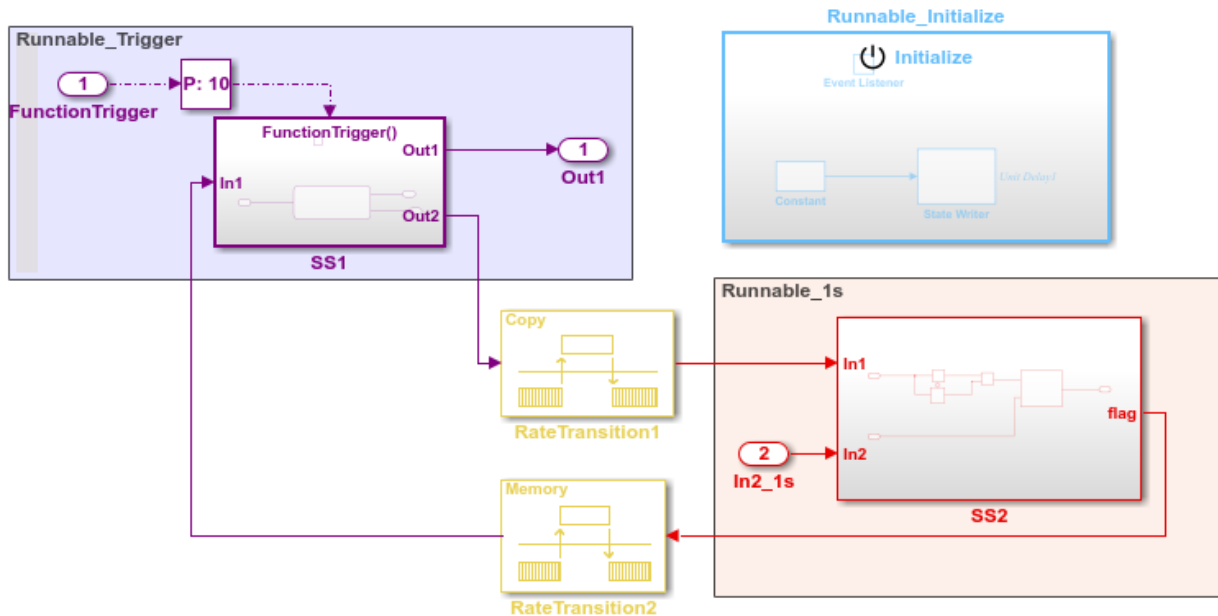 Runnable_Trigger
1
FunctionTrigger
P: 10
FunctionTrigger()
In1
Out1
Out2
SS1
1
Out1
Runnable_Initialize
Initialize
Event Listener
Constant
State Writer
Unit Delay1
Copy
RateTransition1
Memory
RateTransition2
Runnable_1s
In1
In2
flag
SS2
2
In2_1s